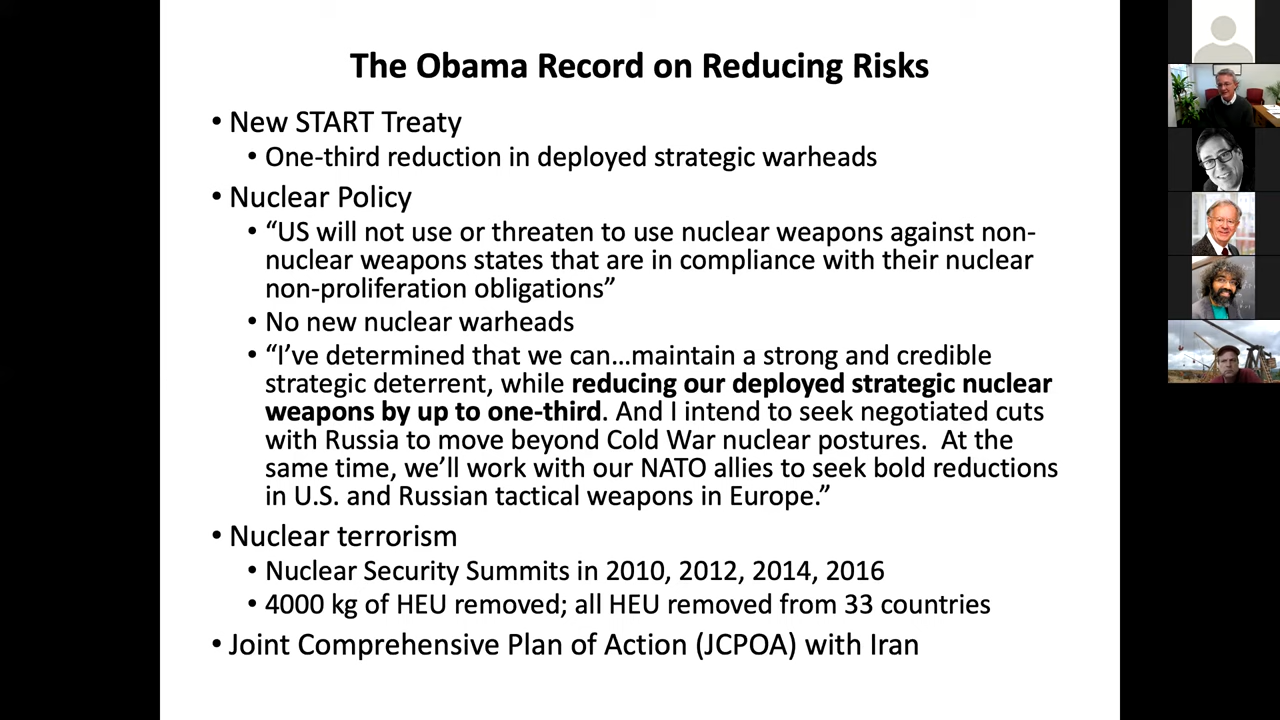 The Obama Record on Reducing Risks
• New START Treaty
• One-third reduction in deployed strategic warheads
• Nuclear Policy
• “US will not use or threaten to use nuclear weapons against non-
nuclear weapons states that are in compliance with their nuclear
non-proliferation obligations”
• No new nuclear warheads
• “I’ve determined that we can…maintain a strong and credible
strategic deterrent, while reducing our deployed strategic nuclear
weapons by up to one-third. And I intend to seek negotiated cuts
with Russia to move beyond Cold War nuclear postures.  At the
same time, we’ll work with our NATO allies to seek bold reductions
in U.S. and Russian tactical weapons in Europe.”
• Nuclear terrorism
• Nuclear Security Summits in 2010, 2012, 2014, 2016
• 4000 kg of HEU removed; all HEU removed from 33 countries
• Joint Comprehensive Plan of Action (JCPOA) with Iran